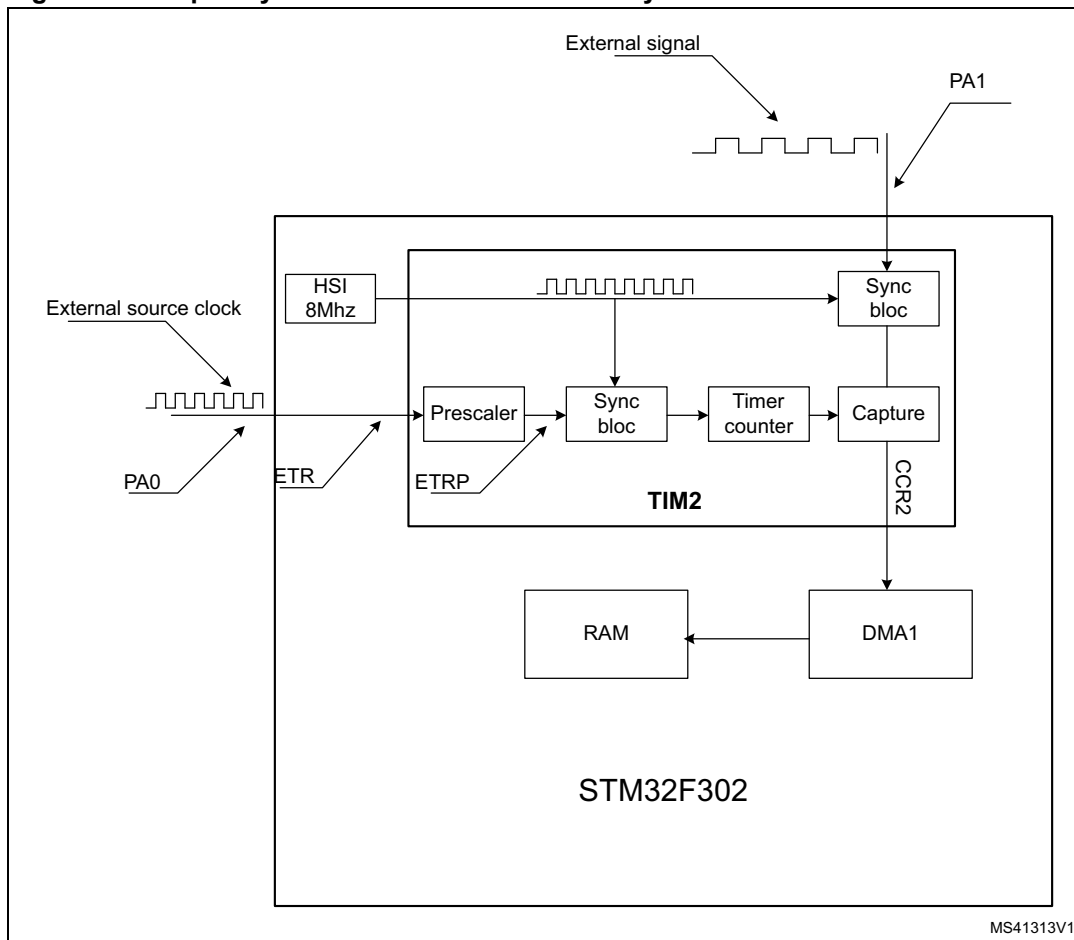 External signal
PA1
HSI
8Mhz
Sync
bloc
External source clock
Prescaler
Sync
bloc
Timer
counter
Capture
PA0
ETR
ETRP
TIM2
CCR2
RAM
DMA1
STM32F302
MS41313V1